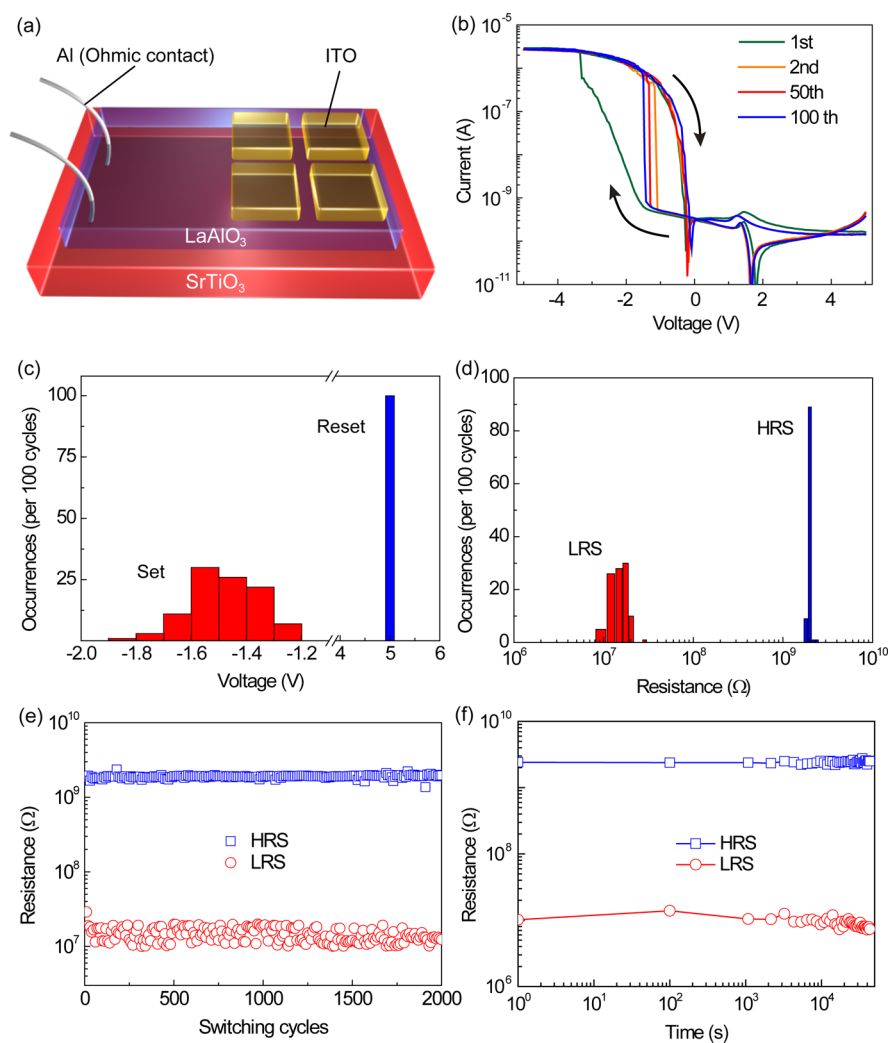 (a)
Al (Ohmic contact)
ITO
LaAlO3
SrTiO3
(b)
10-5
10-7
10-9
10-11
Current (A)
1st
2nd
50th
100 th
-4 -2 0 2 4
Voltage (V)
(c)
100
75
50
25
Occurrences (per 100 cycles)
Set
Reset
-2.0 -1.8 -1.6 -1.4 -1.2 4 5 6
Voltage (V)
(d)
100
80
60
40
20
0
Occurrences (per 100 cycles)
LRS
HRS
10^6 10^7 10^8 10^9 10^10
Resistance (Ω)
(e)
10^10
10^9
10^8
10^7
Resistance (Ω)
HRS
LRS
0 500 1000 1500 2000
Switching cycles
(f)
10^10
10^8
10^6
Resistance (Ω)
HRS
LRS
10^0 10^1 10^2 10^3 10^4
Time (s)